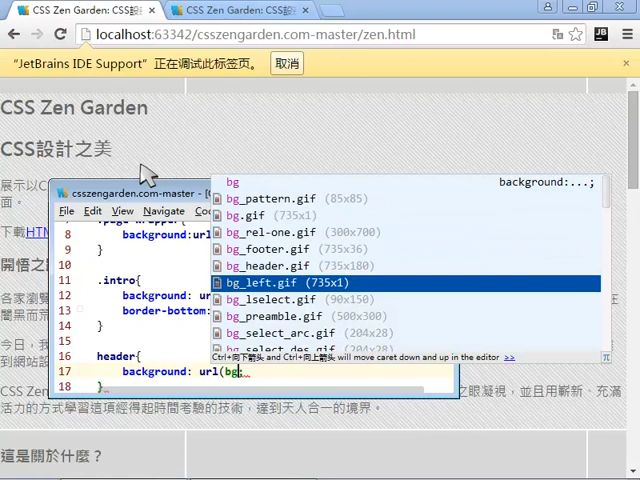 CSS Zen Garden: CSS設
CSS Zen Garden: CSS設計
localhost:63342/csszengarden.com-master/zen.html
JB
"JetBrains IDE Support" 正在调试此标签页。 取消
CSS Zen Garden
CSS設計之美
展示以C
面。
下載HTM
開悟之
各家瀏覽
闇黑而荒
今日，我
到網站設
CSS Zen 之眼凝視，並且用嶄新、充滿
活力的方式學習這項經得起時間考驗的技術，達到天人合一的境界。
這是關於什麼？
csszengarden.com-master - [
File Edit View Navigate Co
7 .page-wrapper{
8 background:url
9 }
10
11 .intro{
12 background: ur
13 border-bottom:
14 }
15
16 header{
17 background: url(bg;
18 }
bg background:...;
bg_pattern.gif (85x85)
bg.gif (735x1)
bg_rel-one.gif (300x700)
bg_footer.gif (735x36)
bg_header.gif (735x180)
bg_left.gif (735x1)
bg_lselect.gif (90x150)
bg_preamble.gif (500x300)
bg_select_arc.gif (204x28)
bg_select_des.gif (204x28)
Ctrl+向下箭头 and Ctrl+向上箭头 will move caret down and up in the editor >>
π